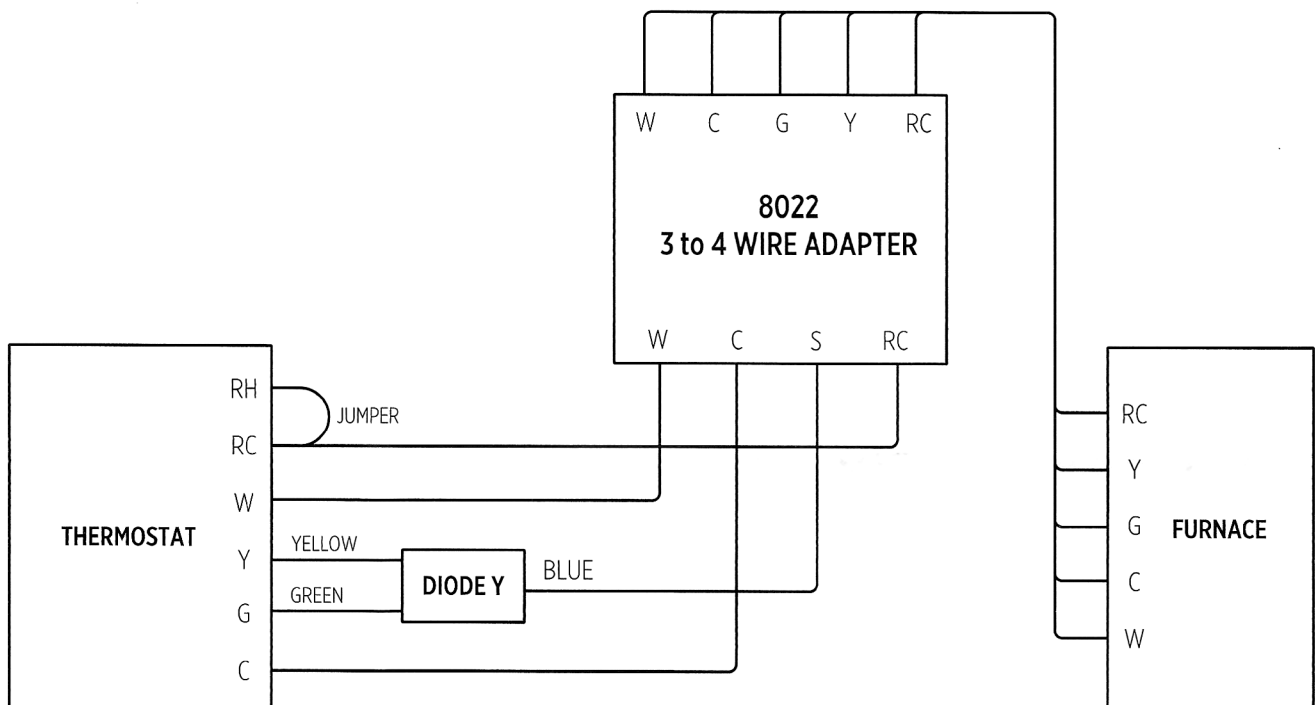 W C G Y RC
8022
3 to 4 WIRE ADAPTER
W C S RC
RH
JUMPER
RC
W
THERMOSTAT
Y
YELLOW
DIODE Y
BLUE
GREEN
G
C
RC
Y
G
FURNACE
C
W